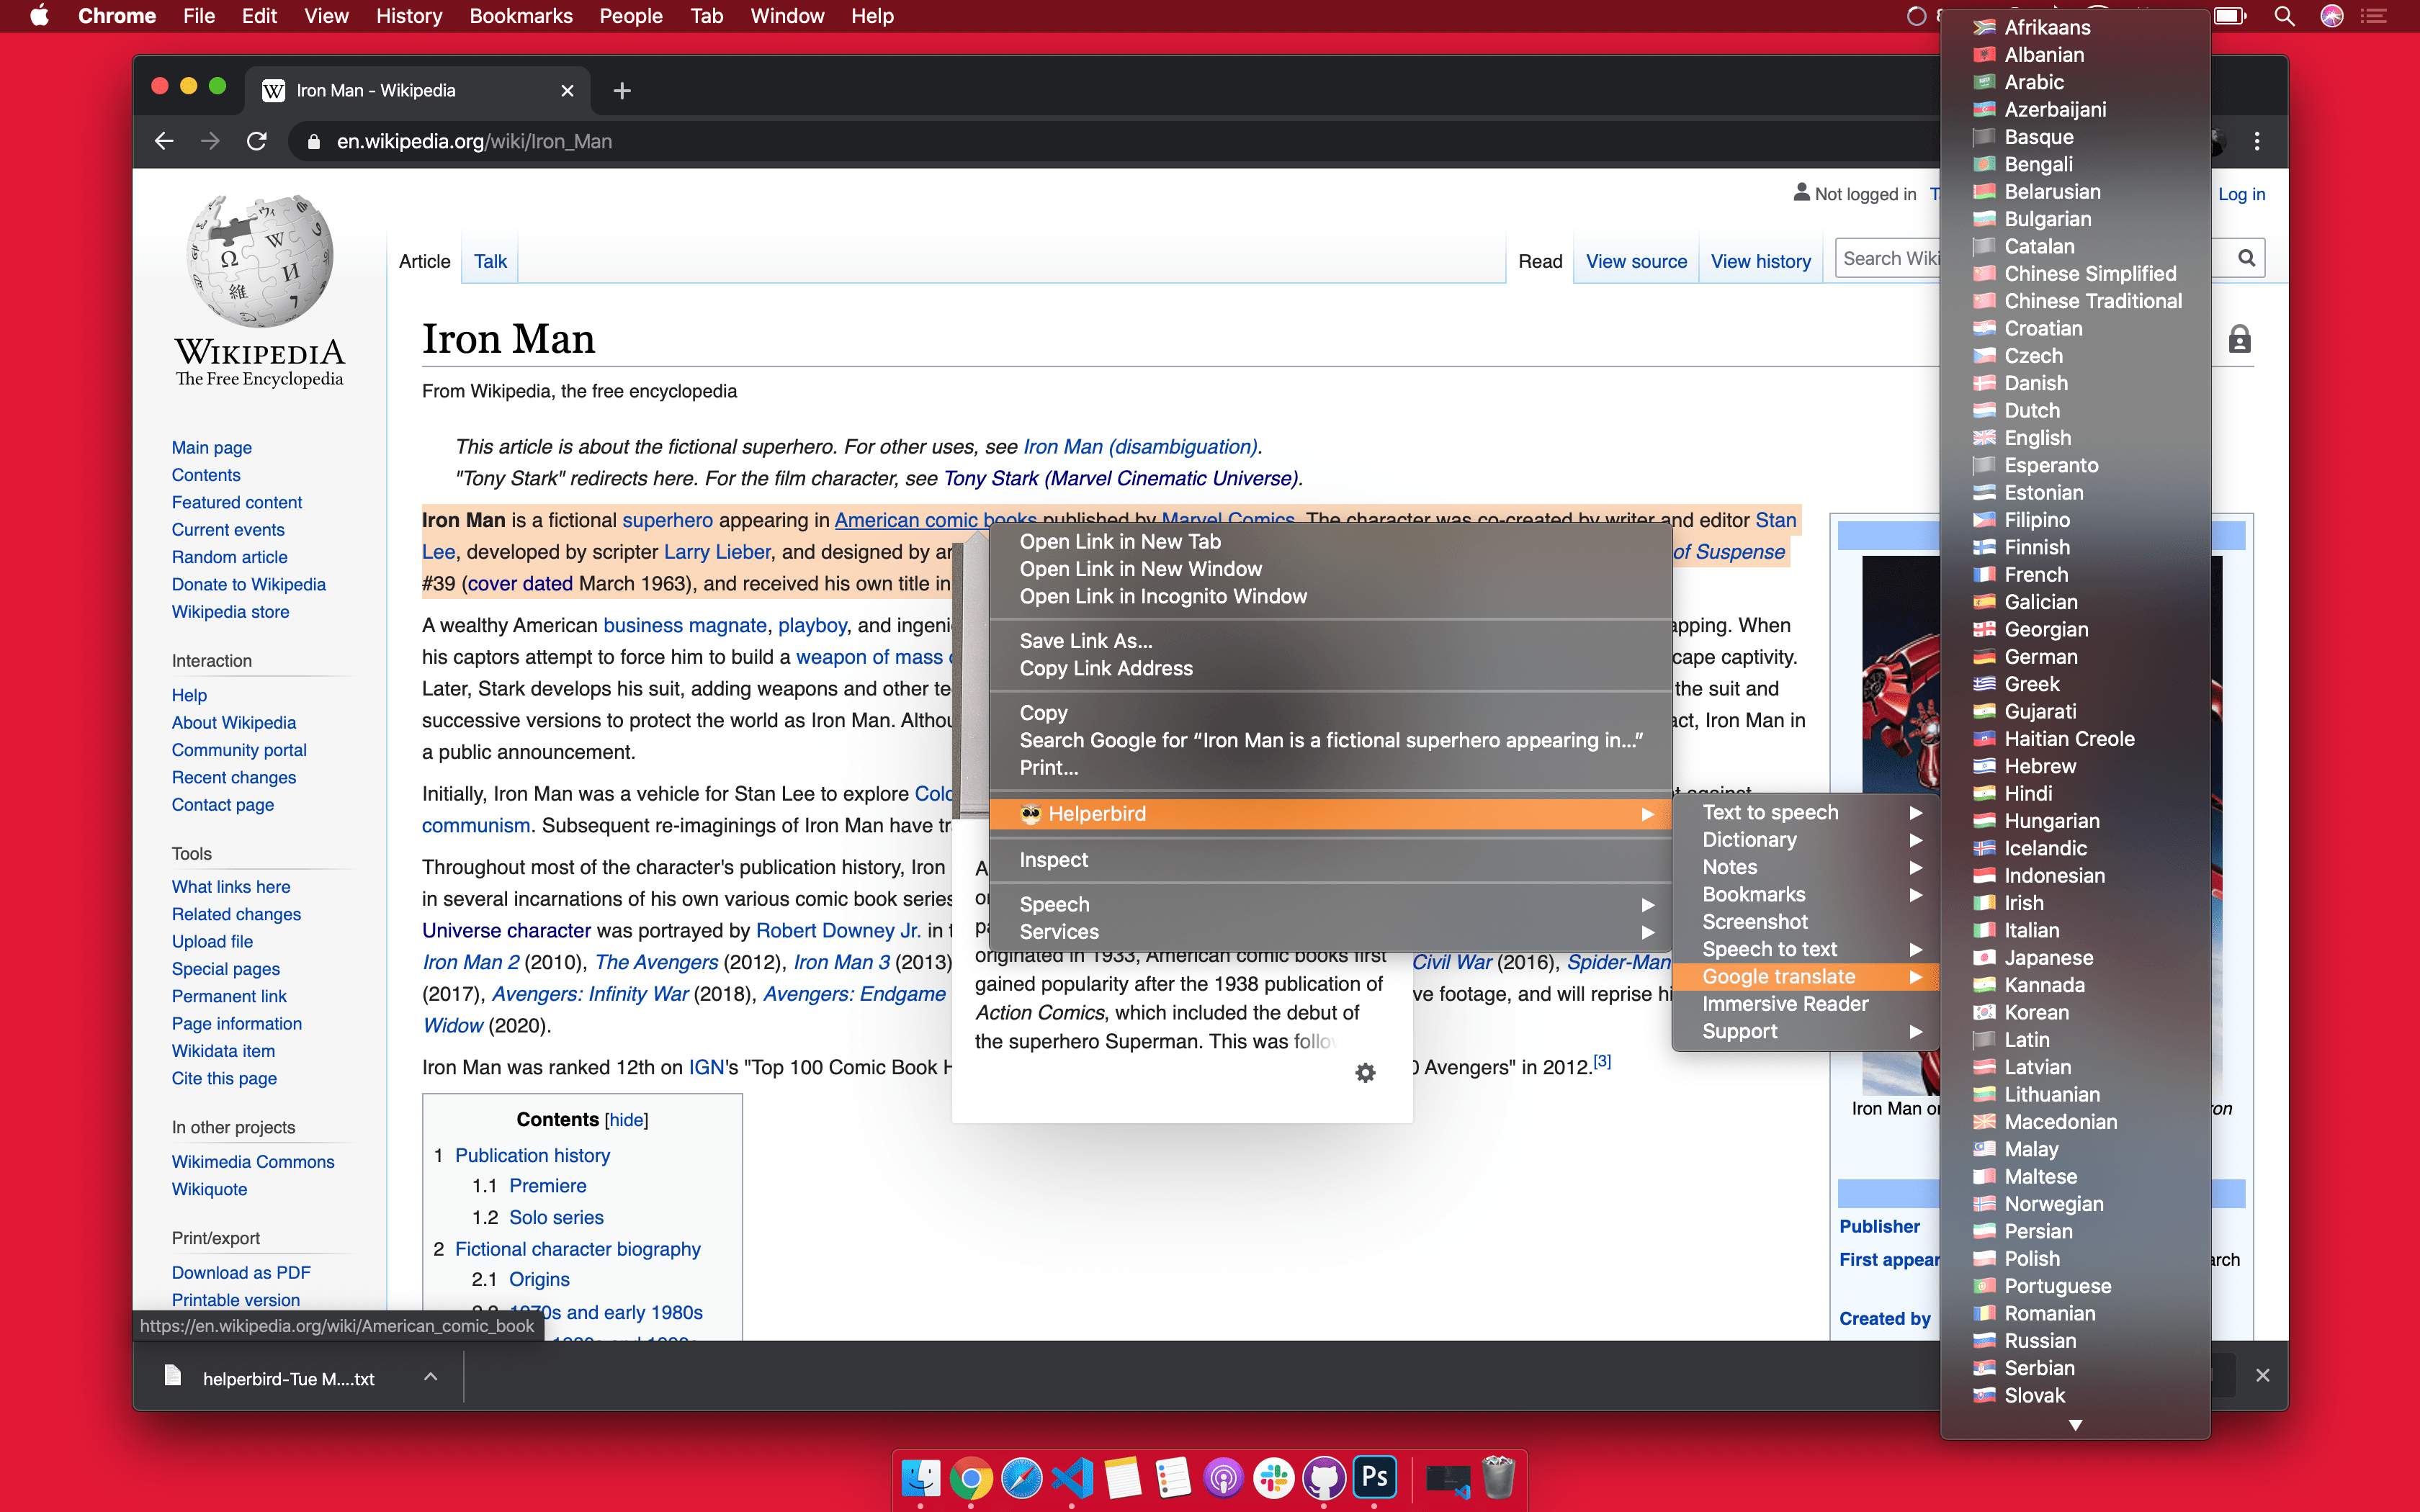 Chrome File Edit View History Bookmarks People Tab Window Help
Iron Man - Wikipedia
en.wikipedia.org/wiki/Iron_Man
Not logged in
Log in
WIKIPEDIA
The Free Encyclopedia
Article Talk
Read View source View history
Search Wiki
Iron Man
From Wikipedia, the free encyclopedia
This article is about the fictional superhero. For other uses, see Iron Man (disambiguation).
"Tony Stark" redirects here. For the film character, see Tony Stark (Marvel Cinematic Universe).
Iron Man is a fictional superhero appearing in American comic books published by Marvel Comics. The character was co-created by writer and editor Stan
Lee, developed by scripter Larry Lieber, and designed by ar of Suspense
#39 (cover dated March 1963), and received his own title in
A wealthy American business magnate, playboy, and ingeni apping. When
his captors attempt to force him to build a weapon of mass cape captivity.
Later, Stark develops his suit, adding weapons and other te the suit and
successive versions to protect the world as Iron Man. Althou act, Iron Man in
a public announcement.
Initially, Iron Man was a vehicle for Stan Lee to explore Cold against
communism. Subsequent re-imaginings of Iron Man have tr
Throughout most of the character's publication history, Iron
in several incarnations of his own various comic book series
Universe character was portrayed by Robert Downey Jr. in t
Iron Man 2 (2010), The Avengers (2012), Iron Man 3 (2013) Civil War (2016), Spider-Man
(2017), Avengers: Infinity War (2018), Avengers: Endgame ve footage, and will reprise hi
Widow (2020).
Iron Man was ranked 12th on IGN's "Top 100 Comic Book H 0 Avengers" in 2012.[3]
Main page
Contents
Featured content
Current events
Random article
Donate to Wikipedia
Wikipedia store
Interaction
Help
About Wikipedia
Community portal
Recent changes
Contact page
Tools
What links here
Related changes
Upload file
Special pages
Permanent link
Page information
Wikidata item
Cite this page
In other projects
Wikimedia Commons
Wikiquote
Print/export
Download as PDF
Printable version
https://en.wikipedia.org/wiki/American_comic_book
Contents [hide]
1 Publication history
1.1 Premiere
1.2 Solo series
2 Fictional character biography
2.1 Origins
1970s and early 1980s
originated in 1933, American comic books first
gained popularity after the 1938 publication of
Action Comics, which included the debut of
the superhero Superman. This was follo
Open Link in New Tab
Open Link in New Window
Open Link in Incognito Window
Save Link As...
Copy Link Address
Copy
Search Google for “Iron Man is a fictional superhero appearing in...”
Print...
Helperbird
Inspect
Speech
Services
Text to speech
Dictionary
Notes
Bookmarks
Screenshot
Speech to text
Google translate
Immersive Reader
Support
Afrikaans
Albanian
Arabic
Azerbaijani
Basque
Bengali
Belarusian
Bulgarian
Catalan
Chinese Simplified
Chinese Traditional
Croatian
Czech
Danish
Dutch
English
Esperanto
Estonian
Filipino
Finnish
French
Galician
Georgian
German
Greek
Gujarati
Haitian Creole
Hebrew
Hindi
Hungarian
Icelandic
Indonesian
Irish
Italian
Japanese
Kannada
Korean
Latin
Latvian
Lithuanian
Macedonian
Malay
Maltese
Norwegian
Persian
Polish
Portuguese
Romanian
Russian
Serbian
Slovak
Iron Man on
Iron
Publisher
First appear arch
Created by
helperbird-Tue M....txt
Ps